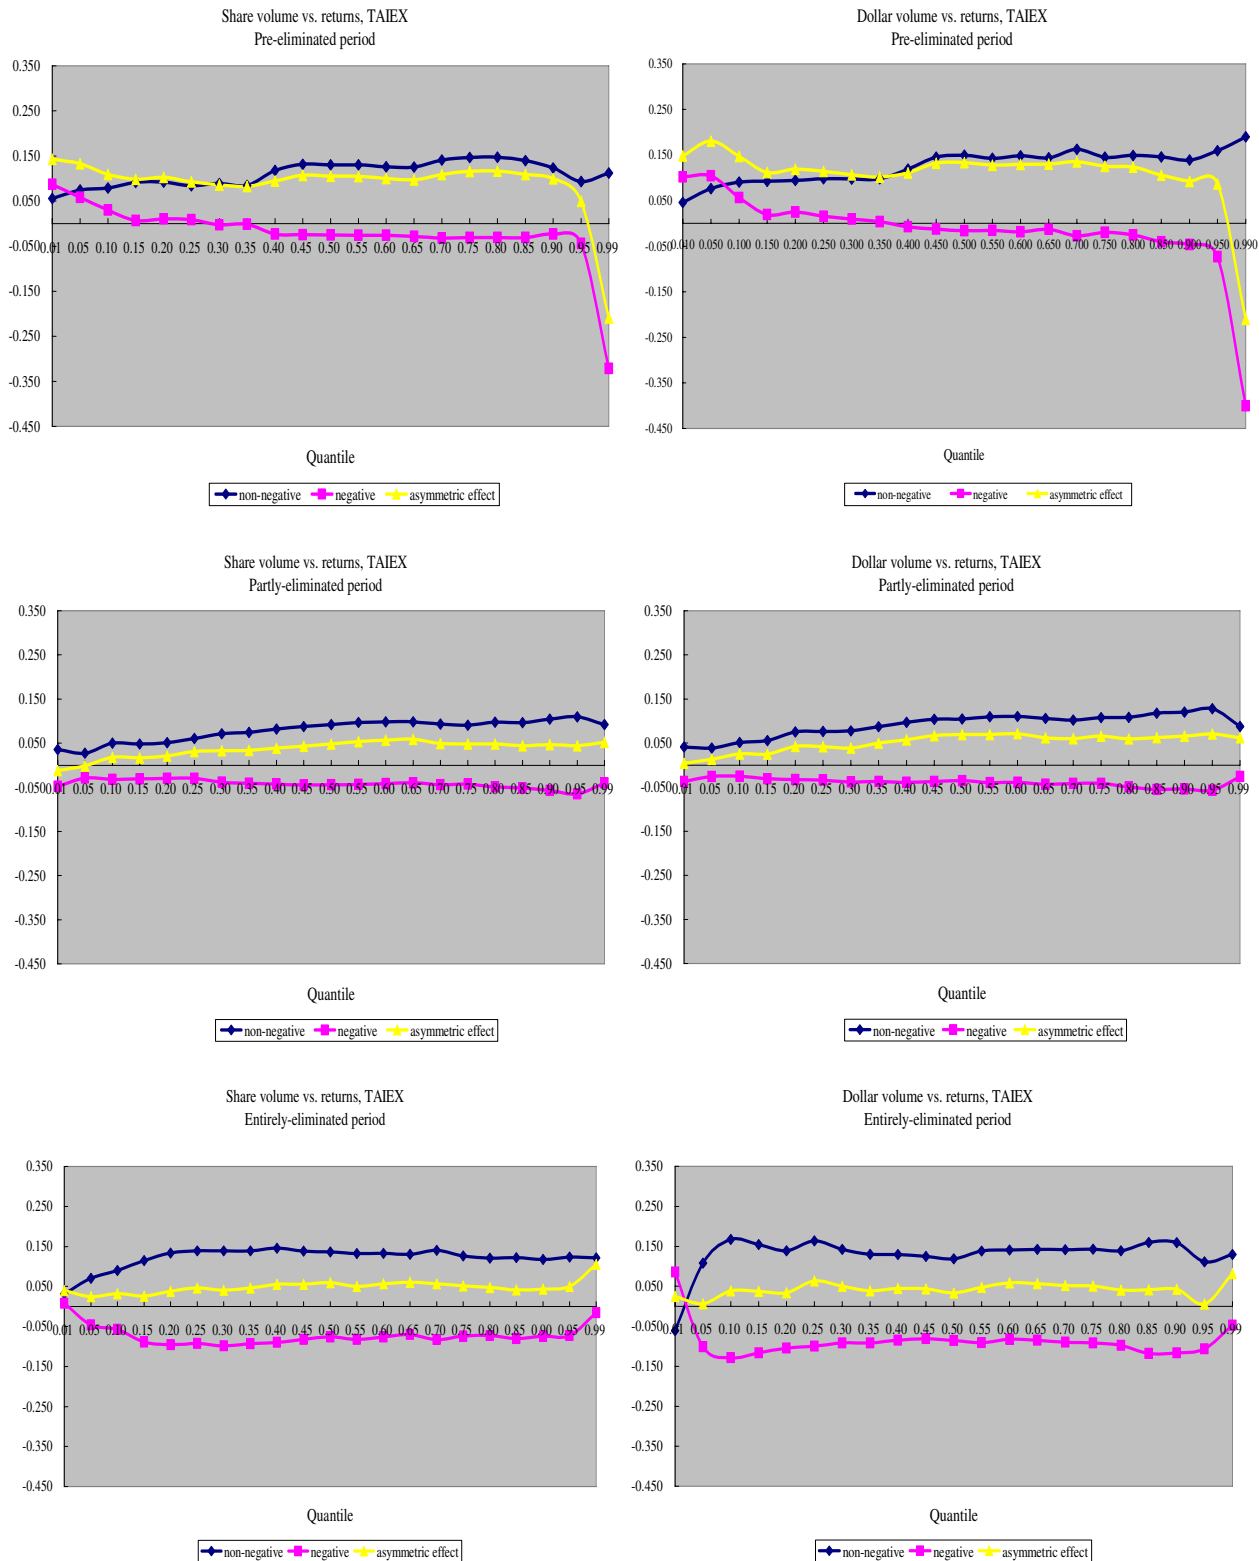 Share volume vs. returns, TAIEX
Pre-eliminated period
0.350
0.250
0.150
0.050
-0.050
-0.150
-0.250
-0.350
-0.450
0.01 0.05 0.10 0.15 0.20 0.25 0.30 0.35 0.40 0.45 0.50 0.55 0.60 0.65 0.70 0.75 0.80 0.85 0.90 0.95 0.99
Quantile
non-negative negative asymmetric effect
Dollar volume vs. returns, TAIEX
Pre-eliminated period
0.350
0.250
0.150
0.050
-0.050
-0.150
-0.250
-0.350
-0.450
0.010 0.050 0.100 0.150 0.200 0.250 0.300 0.350 0.400 0.450 0.500 0.550 0.600 0.650 0.700 0.750 0.800 0.850 0.900 0.950 0.990
Quantile
non-negative negative asymmetric effect
Share volume vs. returns, TAIEX
Partly-eliminated period
0.350
0.250
0.150
0.050
-0.050
-0.150
-0.250
-0.350
-0.450
0.01 0.05 0.10 0.15 0.20 0.25 0.30 0.35 0.40 0.45 0.50 0.55 0.60 0.65 0.70 0.75 0.80 0.85 0.90 0.95 0.99
Quantile
non-negative negative asymmetric effect
Dollar volume vs. returns, TAIEX
Partly-eliminated period
0.350
0.250
0.150
0.050
-0.050
-0.150
-0.250
-0.350
-0.450
0.01 0.05 0.10 0.15 0.20 0.25 0.30 0.35 0.40 0.45 0.50 0.55 0.60 0.65 0.70 0.75 0.80 0.85 0.90 0.95 0.99
Quantile
non-negative negative asymmetric effect
Share volume vs. returns, TAIEX
Entirely-eliminated period
0.350
0.250
0.150
0.050
-0.050
-0.150
-0.250
-0.350
-0.450
0.01 0.05 0.10 0.15 0.20 0.25 0.30 0.35 0.40 0.45 0.50 0.55 0.60 0.65 0.70 0.75 0.80 0.85 0.90 0.95 0.99
Quantile
non-negative negative asymmetric effect
Dollar volume vs. returns, TAIEX
Entirely-eliminated period
0.350
0.250
0.150
0.050
-0.050
-0.150
-0.250
-0.350
-0.450
0.01 0.05 0.10 0.15 0.20 0.25 0.30 0.35 0.40 0.45 0.50 0.55 0.60 0.65 0.70 0.75 0.80 0.85 0.90 0.95 0.99
Quantile
non-negative negative asymmetric effect